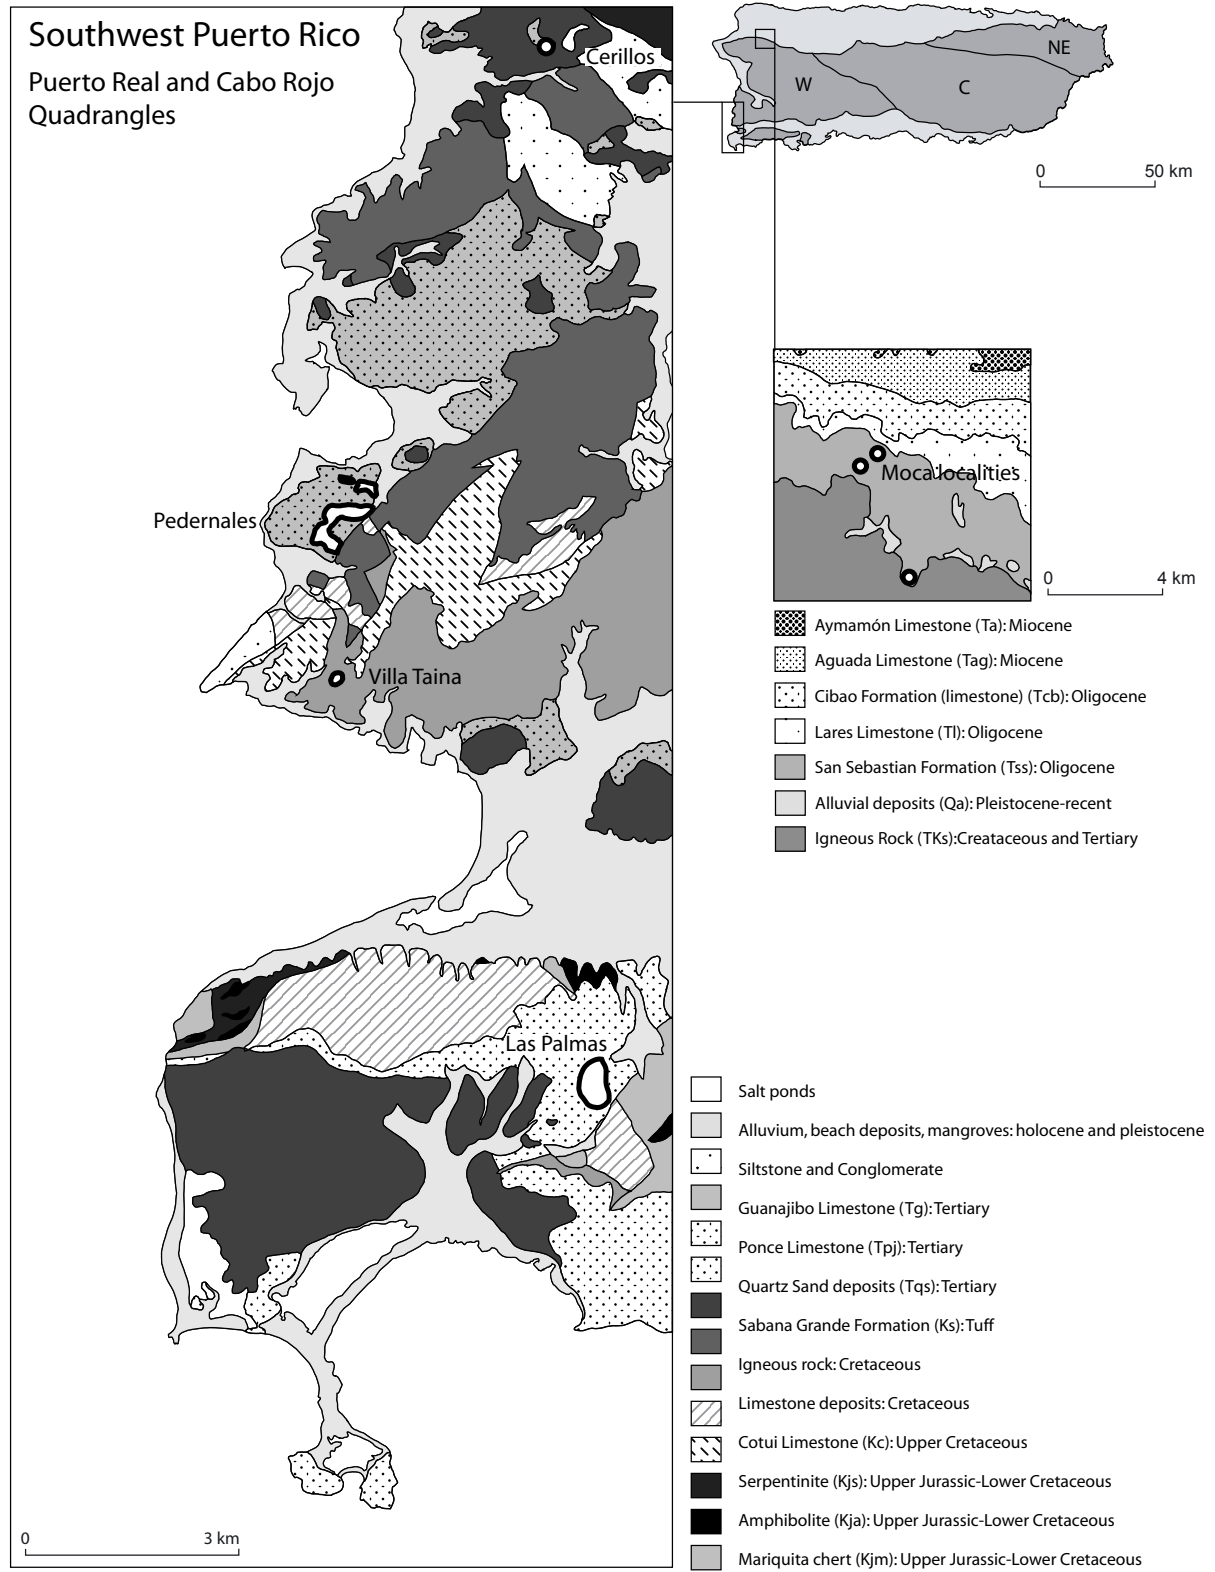 Southwest Puerto Rico
Puerto Real and Cabo Rojo
Quadrangles
Cerillos
Pedernales
Villa Taina
Las Palmas
0 3 km
NE
W
C
0 50 km
Moca localities
0 4 km
Aymamón Limestone (Ta): Miocene
Aguada Limestone (Tag): Miocene
Cibao Formation (limestone) (Tcb): Oligocene
Lares Limestone (Tl): Oligocene
San Sebastian Formation (Tss): Oligocene
Alluvial deposits (Qa): Pleistocene-recent
Igneous Rock (TKs):Creataceous and Tertiary
Salt ponds
Alluvium, beach deposits, mangroves: holocene and pleistocene
Siltstone and Conglomerate
Guanajibo Limestone (Tg): Tertiary
Ponce Limestone (Tpj): Tertiary
Quartz Sand deposits (Tqs): Tertiary
Sabana Grande Formation (Ks): Tuff
Igneous rock: Cretaceous
Limestone deposits: Cretaceous
Cotui Limestone (Kc): Upper Cretaceous
Serpentinite (Kjs): Upper Jurassic-Lower Cretaceous
Amphibolite (Kja): Upper Jurassic-Lower Cretaceous
Mariquita chert (Kjm): Upper Jurassic-Lower Cretaceous